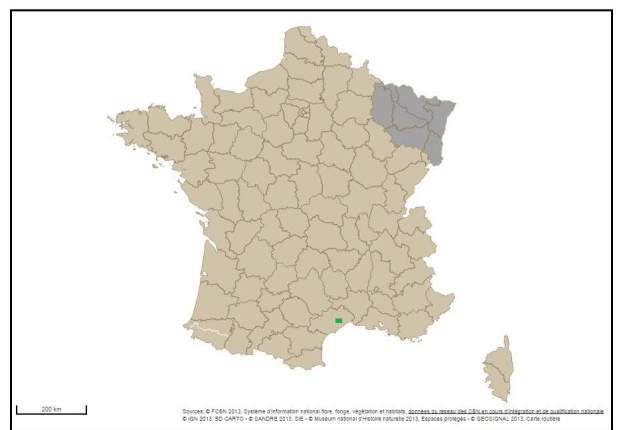 200 km
Sources: © FCBN 2013, Système d'information national flore, fonge, végétation et habitats, données du réseau des CBN en cours d'intégration et de qualification nationale
© IGN 2013, BD CARTO - © SANDRE 2013, SIE - © Muséum national d'Histoire naturelle 2013, Espaces protégés - © GEOSIGNAL 2013, Carte routière